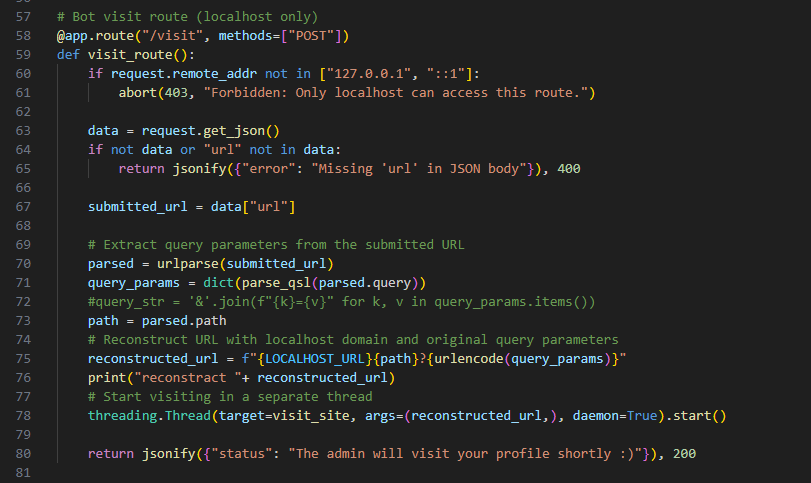 57 # Bot visit route (localhost only)
58 @app.route("/visit", methods=["POST"])
59 def visit_route():
60     if request.remote_addr not in ["127.0.0.1", "::1"]:
61         abort(403, "Forbidden: Only localhost can access this route.")
62
63     data = request.get_json()
64     if not data or "url" not in data:
65         return jsonify({"error": "Missing 'url' in JSON body"}), 400
66
67     submitted_url = data["url"]
68
69     # Extract query parameters from the submitted URL
70     parsed = urlparse(submitted_url)
71     query_params = dict(parse_qsl(parsed.query))
72     #query_str = '&'.join(f"{k}={v}" for k, v in query_params.items())
73     path = parsed.path
74     # Reconstruct URL with localhost domain and original query parameters
75     reconstructed_url = f"{LOCALHOST_URL}{path}?{urlencode(query_params)}"
76     print("reconstract "+ reconstructed_url)
77     # Start visiting in a separate thread
78     threading.Thread(target=visit_site, args=(reconstructed_url,), daemon=True).start()
79
80     return jsonify({"status": "The admin will visit your profile shortly :)"}), 200
81